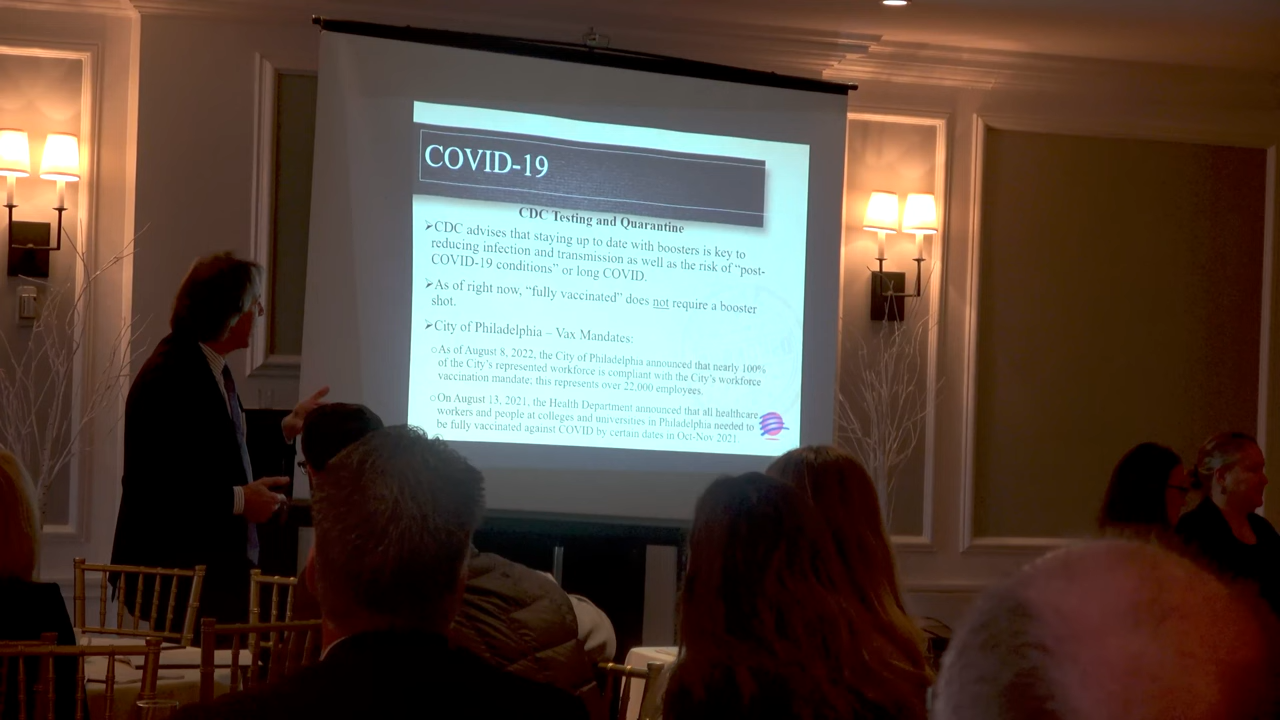 COVID-19
CDC Testing and Quarantine
➢CDC advises that staying up to date with boosters is key to
reducing infection and transmission as well as the risk of “post-
COVID-19 conditions” or long COVID.
➢As of right now, “fully vaccinated” does not require a booster
shot.
➢City of Philadelphia – Vax Mandates:
○As of August 8, 2022, the City of Philadelphia announced that nearly 100%
of the City’s represented workforce is compliant with the City’s workforce
vaccination mandate; this represents over 22,000 employees.
○On August 13, 2021, the Health Department announced that all healthcare
workers and people at colleges and universities in Philadelphia needed to
be fully vaccinated against COVID by certain dates in Oct-Nov 2021.